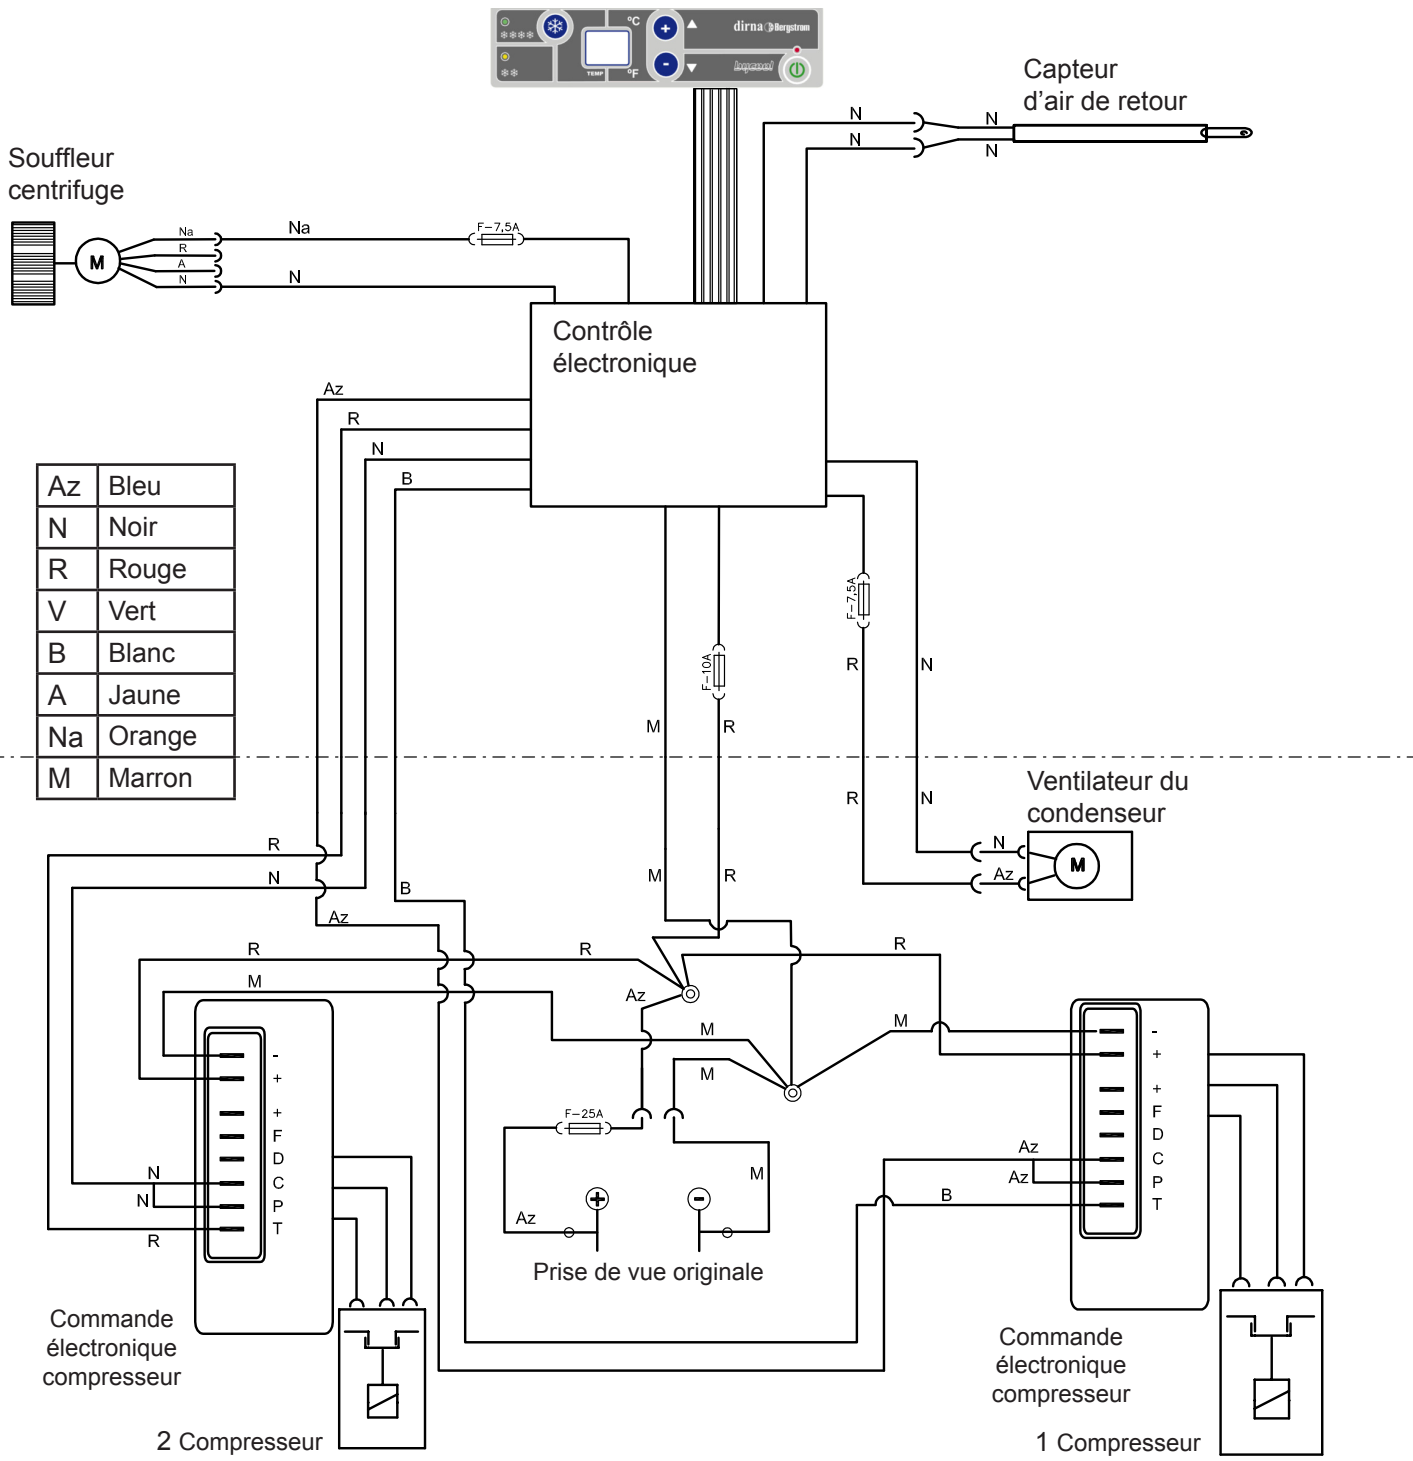 °C
❄❄❄❄
+
dirna Bergstrom
TEMP
❄❄
-
°F
bycool
Capteur
d'air de retour
N
N
N
N
Souffleur
centrifuge
M
Na
R
A
N
Na
N
F-7,5A
Contrôle
électronique
Az
R
N
B
Az Bleu
N Noir
R Rouge
V Vert
B Blanc
A Jaune
Na Orange
M Marron
F-7,5A
F-10A
R
N
M
R
R
N
Ventilateur du
condenseur
N
Az
M
R
N
M
R
B
Az
R
R
R
M
Az
M
M
M
-
+
+
F
D
C
P
T
N
N
R
F-25A
M
Az
+
-
Prise de vue originale
-
+
+
F
D
C
P
T
Az
Az
B
Commande
électronique
compresseur
2 Compresseur
Commande
électronique
compresseur
1 Compresseur